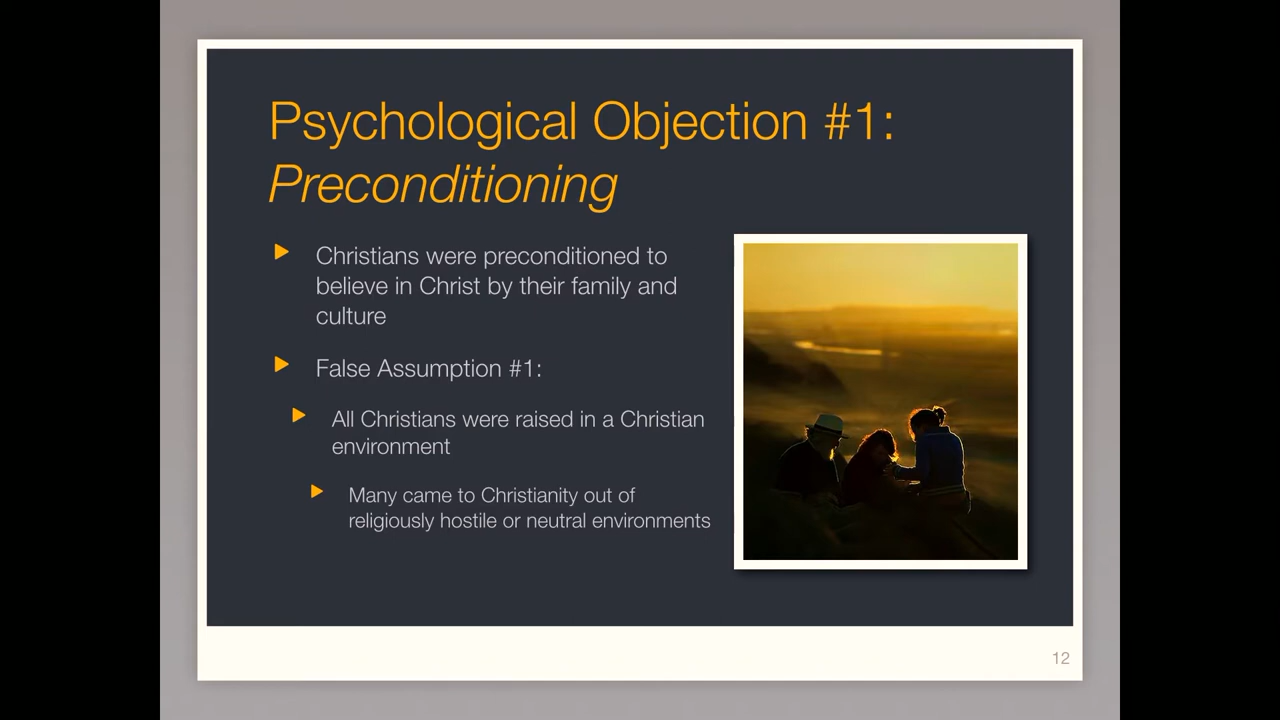 Psychological Objection #1:
Preconditioning
Christians were preconditioned to
believe in Christ by their family and
culture
False Assumption #1:
All Christians were raised in a Christian
environment
Many came to Christianity out of
religiously hostile or neutral environments
12